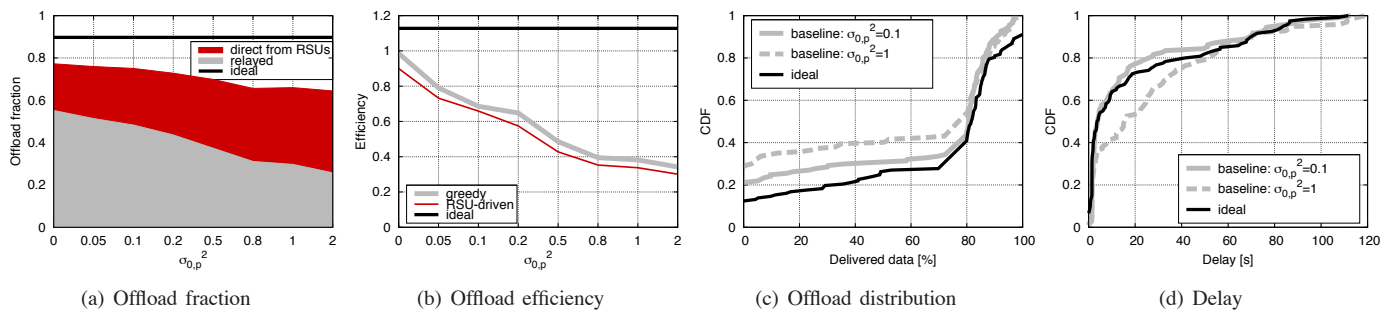 1
0.8
0.6
0.4
0.2
0
Offload fraction
direct from RSUs
relayed
ideal
0 0.05 0.1 0.2 0.5 0.8 1 2
σ0,p²
(a) Offload fraction
1.2
1
0.8
0.6
0.4
0.2
0
Efficiency
greedy
RSU-driven
ideal
0 0.05 0.1 0.2 0.5 0.8 1 2
σ0,p²
(b) Offload efficiency
1
0.8
0.6
0.4
0.2
0
CDF
baseline: σ0,p²=0.1
baseline: σ0,p²=1
ideal
0 20 40 60 80 100
Delivered data [%]
(c) Offload distribution
1
0.8
0.6
0.4
0.2
0
CDF
baseline: σ0,p²=0.1
baseline: σ0,p²=1
ideal
0 20 40 60 80 100 120
Delay [s]
(d) Delay